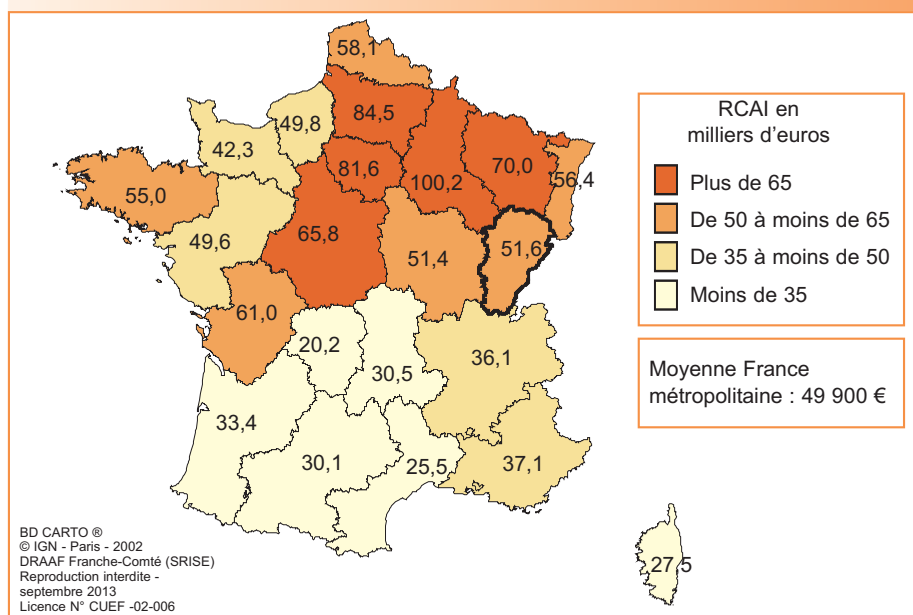 58,1
84,5
49,8
42,3
81,6
100,2
70,0
56,4
55,0
49,6
65,8
51,4
51,6
61,0
20,2
30,5
36,1
33,4
30,1
25,5
37,1
27,5
RCAI en
milliers d'euros
Plus de 65
De 50 à moins de 65
De 35 à moins de 50
Moins de 35
Moyenne France
métropolitaine : 49 900 €
BD CARTO ®
© IGN - Paris - 2002
DRAAF Franche-Comté (SRISE)
Reproduction interdite -
septembre 2013
Licence N° CUEF -02-006